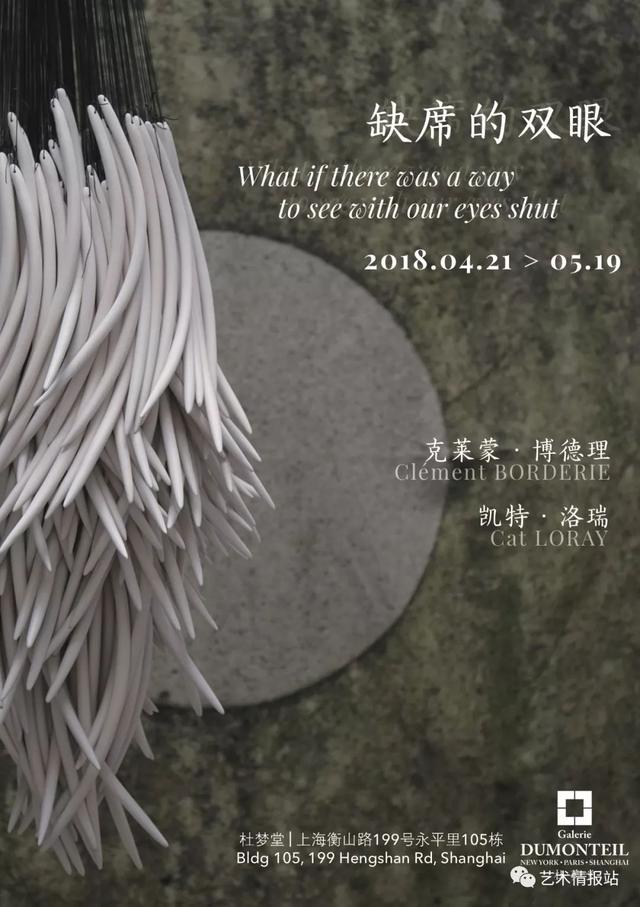 缺席的双眼
What if there was a way
to see with our eyes shut
2018.04.21 > 05.19
克莱蒙·博德理
Clément BORDERIE
凯特·洛瑞
Cat LORAY
杜梦堂 | 上海衡山路199号永平里105栋
Bldg 105, 199 Hengshan Rd, Shanghai
Galerie
DUMONTEIL
NEW YORK • PARIS • SHANGHAI
艺术情报站